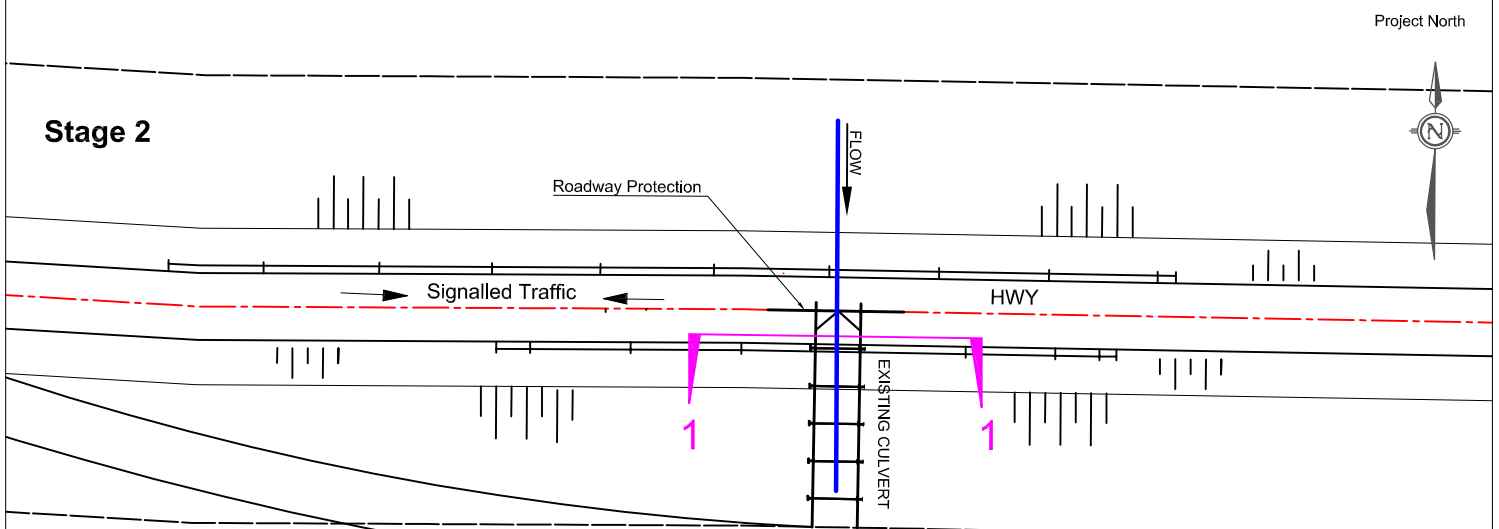 Project North
N
Stage 2
FLOW
Roadway Protection
Signalled Traffic
HWY
EXISTING CULVERT
1
1